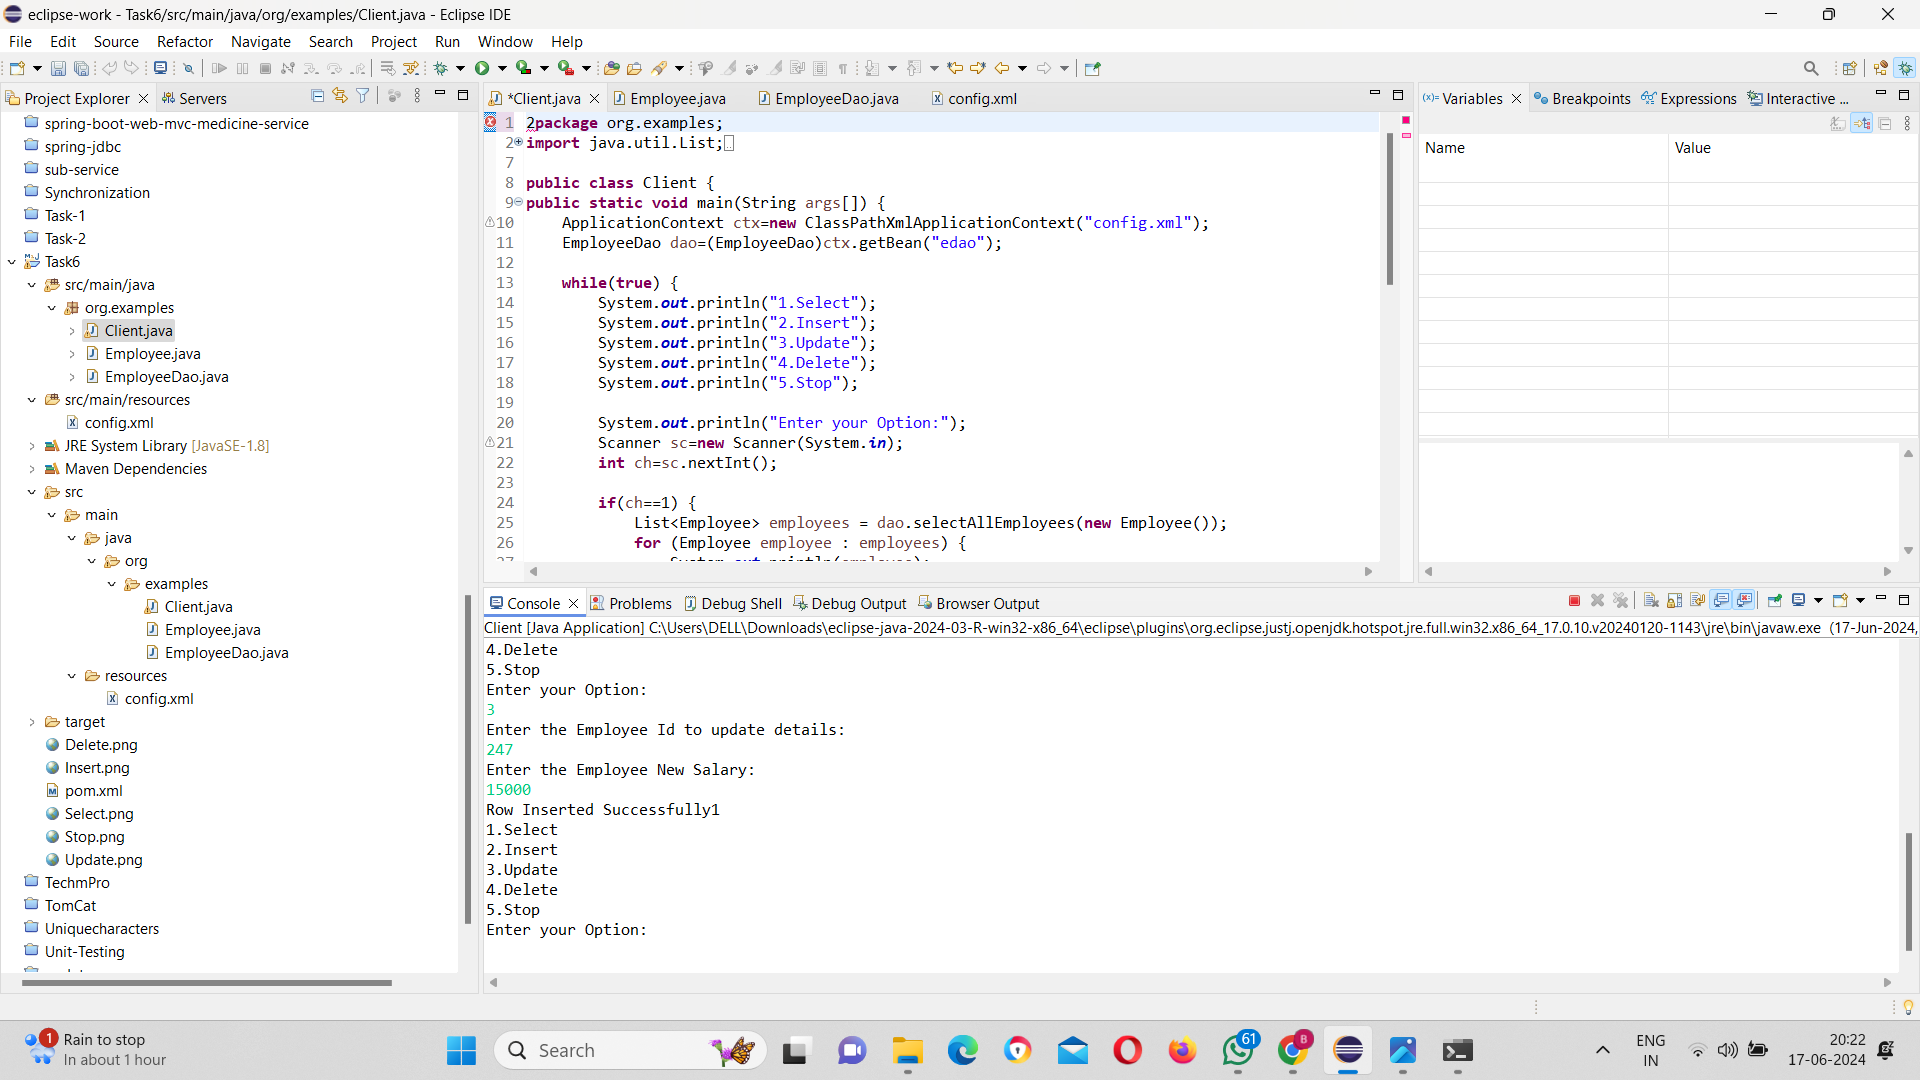 eclipse-work - Task6/src/main/java/org/examples/Client.java - Eclipse IDE
File Edit Source Refactor Navigate Search Project Run Window Help
Project Explorer
Servers
spring-boot-web-mvc-medicine-service
spring-jdbc
sub-service
Synchronization
Task-1
Task-2
Task6
src/main/java
org.examples
Client.java
Employee.java
EmployeeDao.java
src/main/resources
config.xml
JRE System Library [JavaSE-1.8]
Maven Dependencies
src
main
java
org
examples
Client.java
Employee.java
EmployeeDao.java
resources
config.xml
target
Delete.png
Insert.png
pom.xml
Select.png
Stop.png
Update.png
TechmPro
TomCat
Uniquecharacters
Unit-Testing
*Client.java Employee.java EmployeeDao.java config.xml
1 2package org.examples;
2 import java.util.List;
7
8 public class Client {
9 public static void main(String args[]) {
10 ApplicationContext ctx=new ClassPathXmlApplicationContext("config.xml");
11 EmployeeDao dao=(EmployeeDao)ctx.getBean("edao");
12
13 while(true) {
14 System.out.println("1.Select");
15 System.out.println("2.Insert");
16 System.out.println("3.Update");
17 System.out.println("4.Delete");
18 System.out.println("5.Stop");
19
20 System.out.println("Enter your Option:");
21 Scanner sc=new Scanner(System.in);
22 int ch=sc.nextInt();
23
24 if(ch==1) {
25 List<Employee> employees = dao.selectAllEmployees(new Employee());
26 for (Employee employee : employees) {
(x)= Variables Breakpoints Expressions Interactive ...
Name Value
Console Problems Debug Shell Debug Output Browser Output
Client [Java Application] C:\Users\DELL\Downloads\eclipse-java-2024-03-R-win32-x86_64\eclipse\plugins\org.eclipse.justj.openjdk.hotspot.jre.full.win32.x86_64_17.0.10.v20240120-1143\jre\bin\javaw.exe (17-Jun-2024,
4.Delete
5.Stop
Enter your Option:
3
Enter the Employee Id to update details:
247
Enter the Employee New Salary:
15000
Row Inserted Successfully1
1.Select
2.Insert
3.Update
4.Delete
5.Stop
Enter your Option:
1
Rain to stop
In about 1 hour
Search
61
B
ENG
IN
20:22
17-06-2024